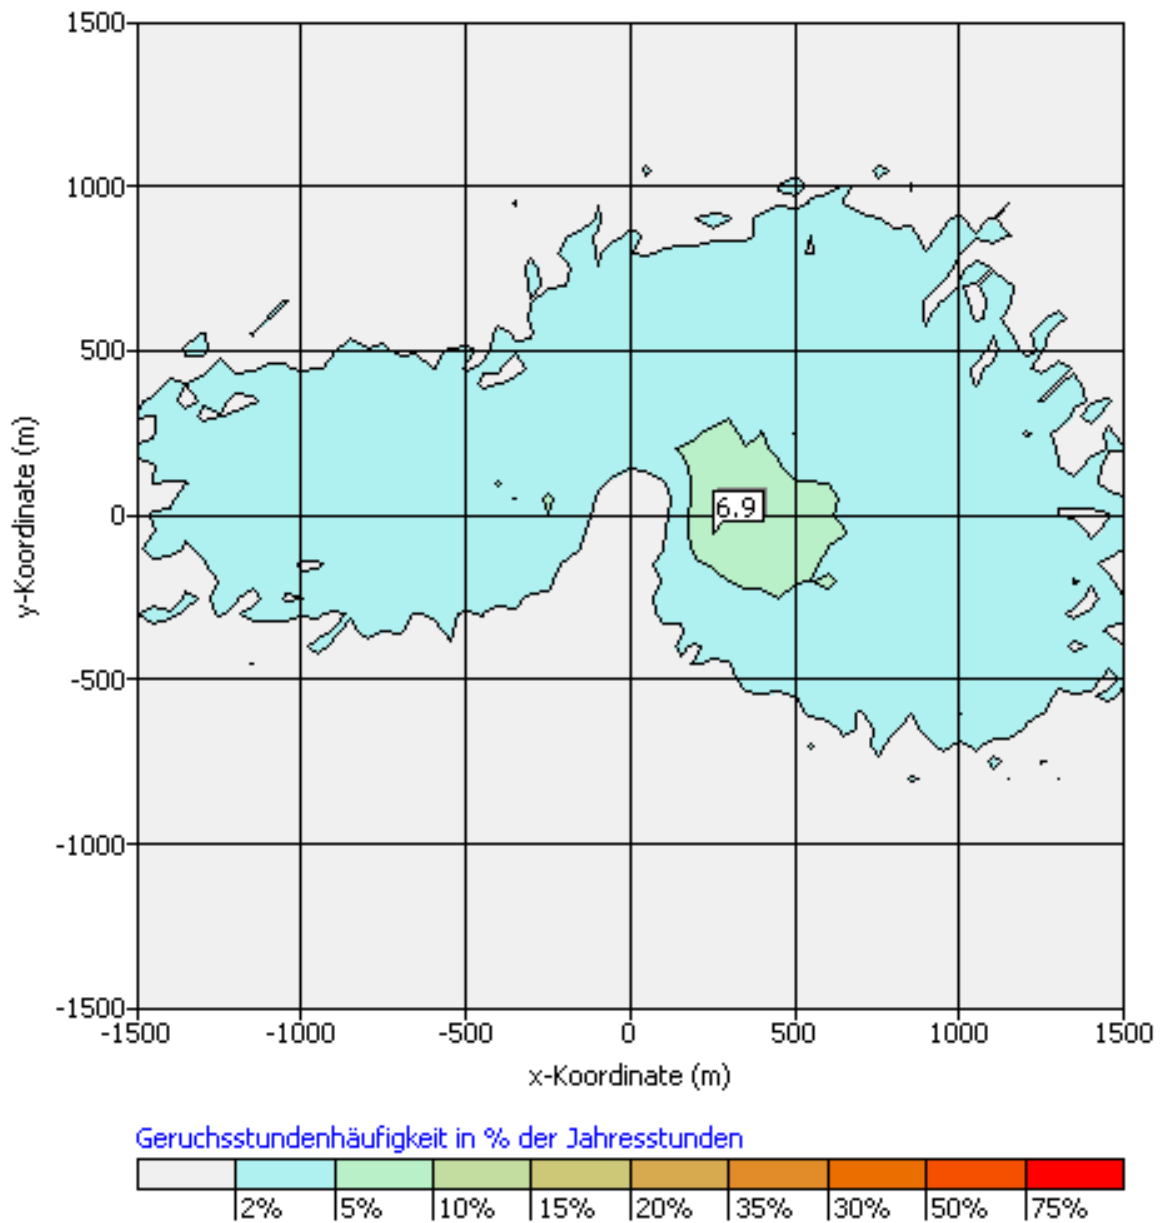 1500
1000
500
6.9
0
-500
-1000
-1500
-1500 -1000 -500 0 500 1000 1500
y-Koordinate (m)
x-Koordinate (m)
Geruchsstundenhäufigkeit in % der Jahresstunden
2% 5% 10% 15% 20% 35% 30% 50% 75%